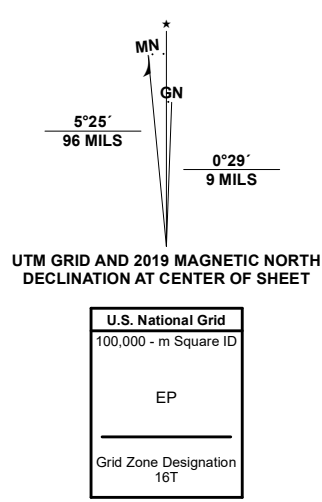 MN
GN
5°25´
96 MILS
0°29´
9 MILS
UTM GRID AND 2019 MAGNETIC NORTH
DECLINATION AT CENTER OF SHEET
U.S. National Grid
100,000 - m Square ID
EP
Grid Zone Designation
16T